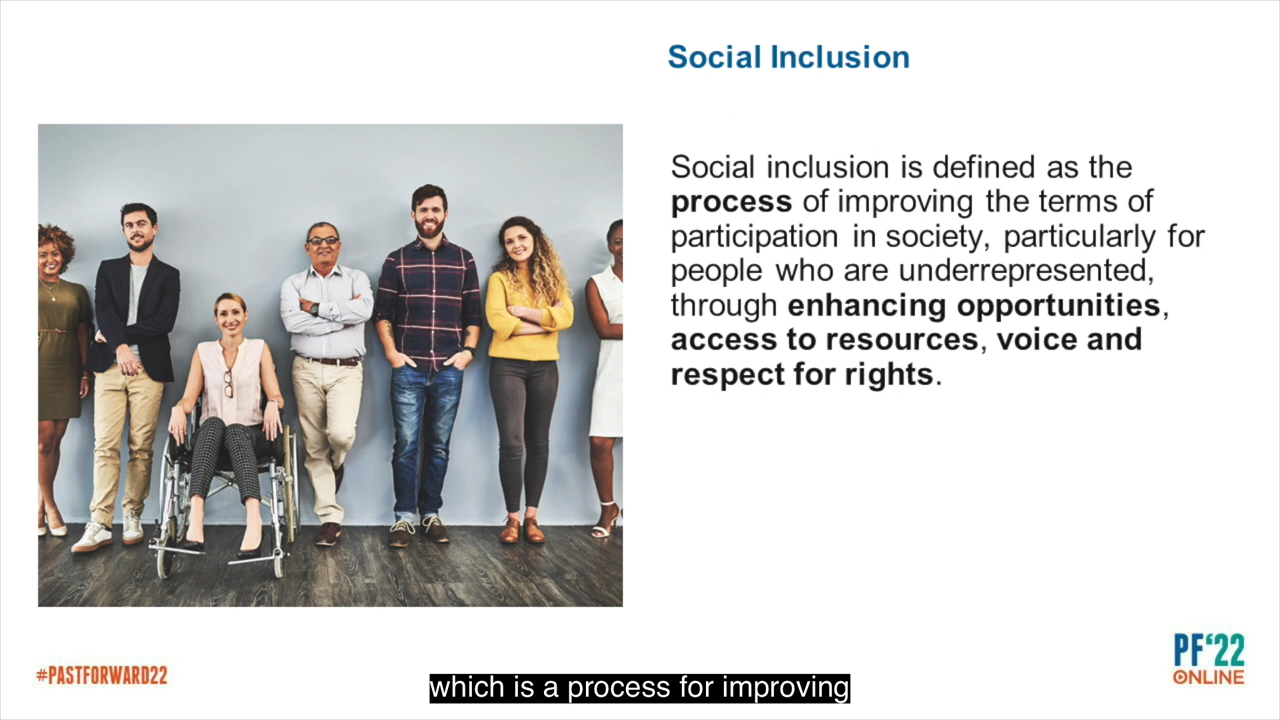 Social Inclusion
Social inclusion is defined as the
process of improving the terms of
participation in society, particularly for
people who are underrepresented,
through enhancing opportunities,
access to resources, voice and
respect for rights.
#PASTFORWARD22
which is a process for improving
PF‘22
ONLINE